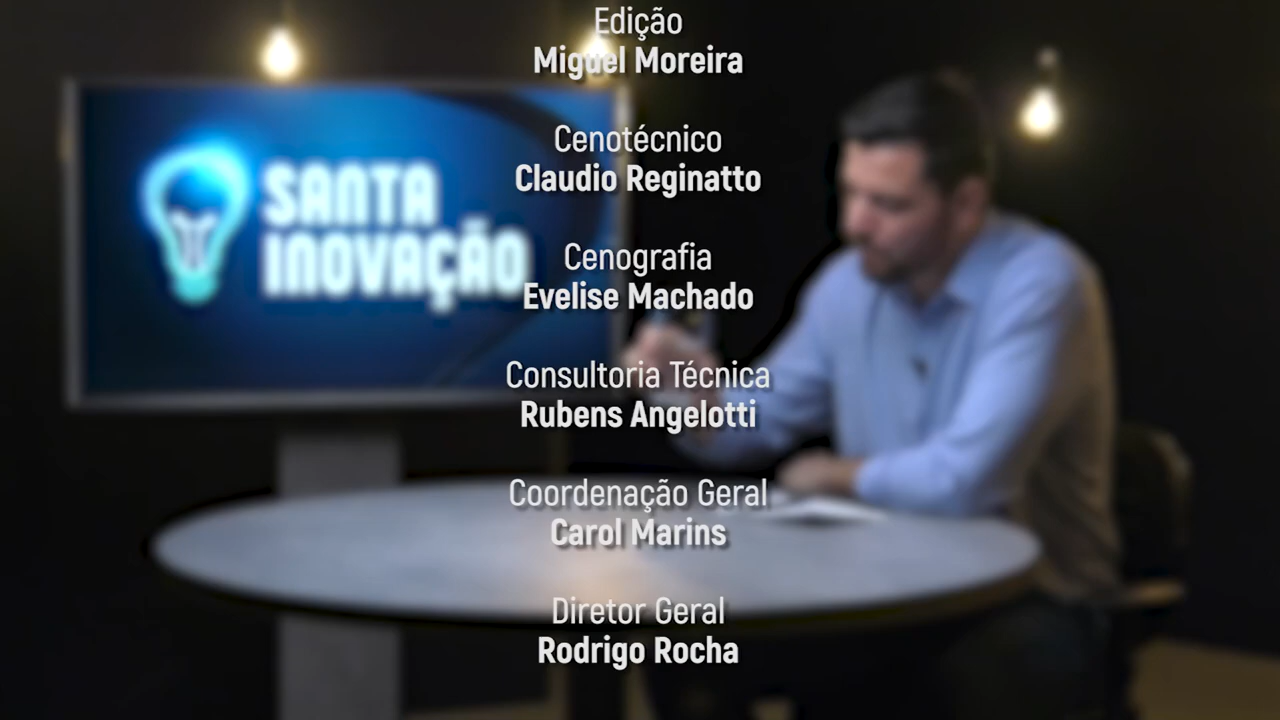 Edição
Miguel Moreira
Cenotécnico
Claudio Reginatto
SANTA
INOVAÇÃO
Cenografia
Evelise Machado
Consultoria Técnica
Rubens Angelotti
Coordenação Geral
Carol Marins
Diretor Geral
Rodrigo Rocha